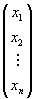 x₁
x₂
⋮
xₙ